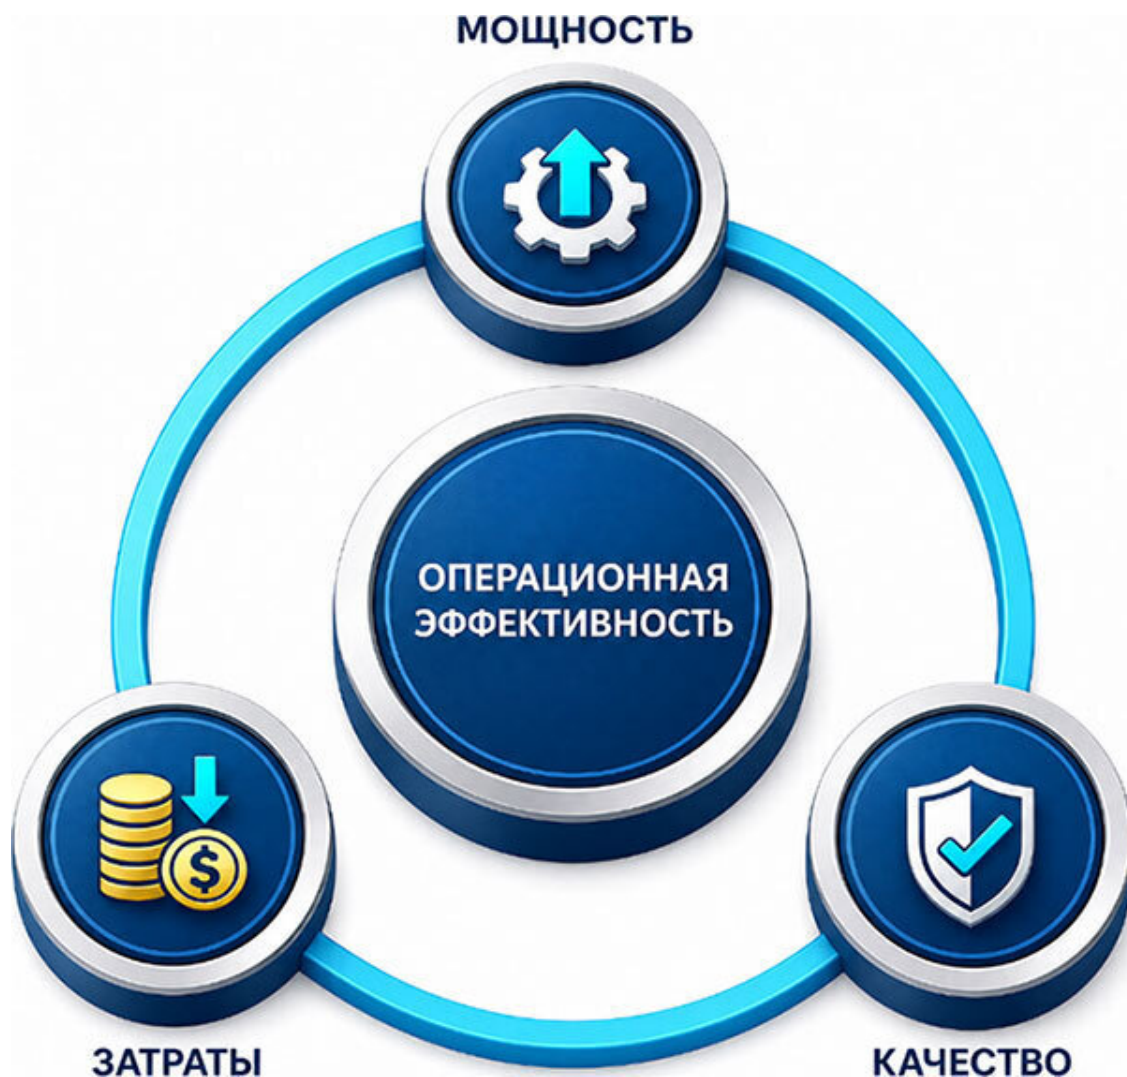 МОЩНОСТЬ
ОПЕРАЦИОННАЯ
ЭФФЕКТИВНОСТЬ
$
ЗАТРАТЫ
КАЧЕСТВО